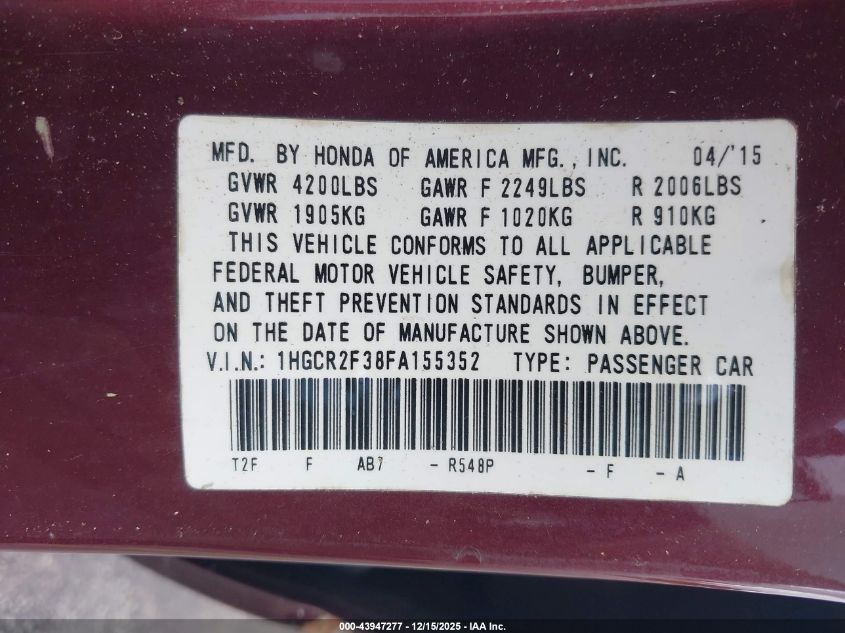 MFD. BY HONDA OF AMERICA MFG., INC. 04/'15
GVWR 4200LBS GAWR F 2249LBS R 2006LBS
GVWR 1905KG GAWR F 1020KG R 910KG
THIS VEHICLE CONFORMS TO ALL APPLICABLE
FEDERAL MOTOR VEHICLE SAFETY, BUMPER,
AND THEFT PREVENTION STANDARDS IN EFFECT
ON THE DATE OF MANUFACTURE SHOWN ABOVE.
V.I.N.: 1HGCR2F38FA155352 TYPE: PASSENGER CAR
T2F F AB7 - R548P - F - A
000-43947277 - 12/15/2025 - IAA Inc.